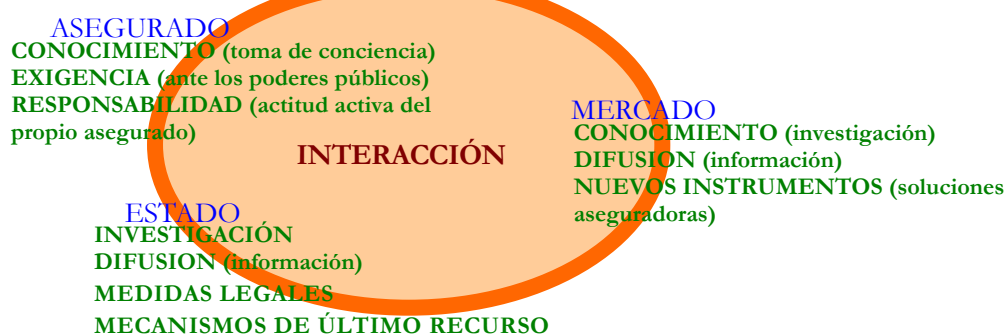 ASEGURADO
CONOCIMIENTO (toma de conciencia)
EXIGENCIA (ante los poderes públicos)
RESPONSABILIDAD (actitud activa del
propio asegurado)
INTERACCIÓN
MERCADO
CONOCIMIENTO (investigación)
DIFUSION (información)
NUEVOS INSTRUMENTOS (soluciones
aseguradoras)
ESTADO
INVESTIGACIÓN
DIFUSION (información)
MEDIDAS LEGALES
MECANISMOS DE ÚLTIMO RECURSO